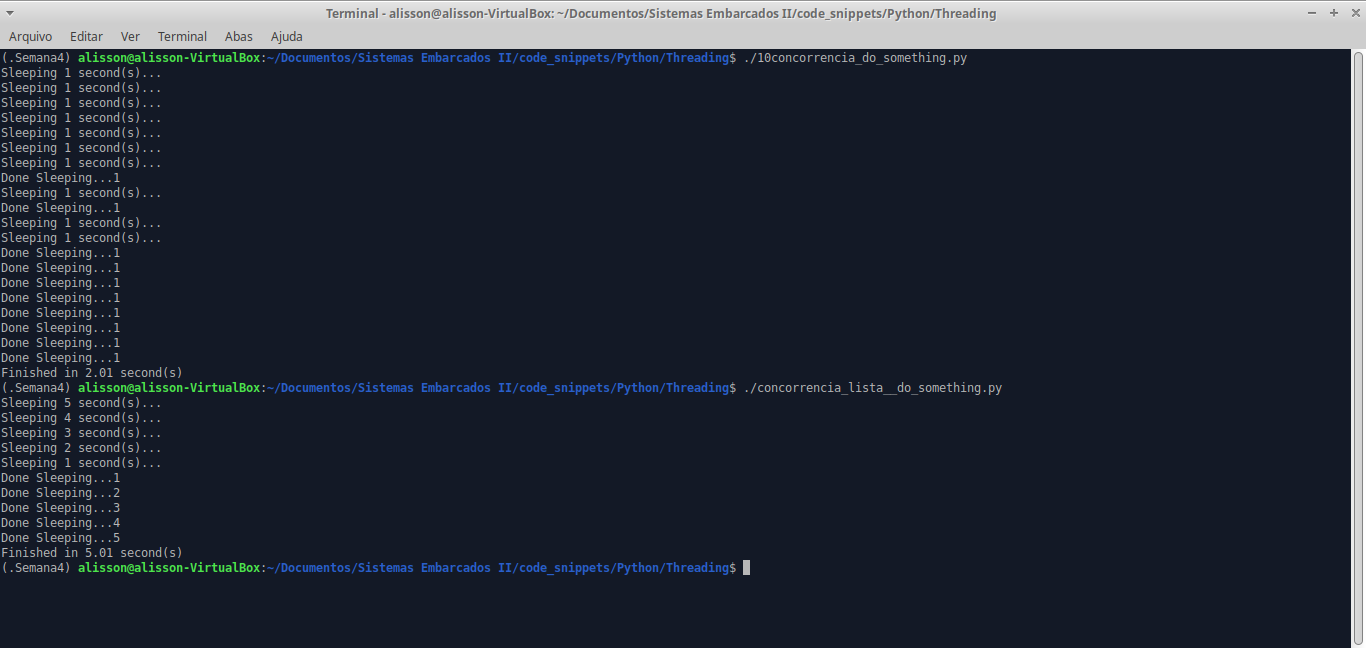 Terminal - alisson@alisson-VirtualBox: ~/Documentos/Sistemas Embarcados II/code_snippets/Python/Threading
Arquivo Editar Ver Terminal Abas Ajuda
(.Semana4) alisson@alisson-VirtualBox:~/Documentos/Sistemas Embarcados II/code_snippets/Python/Threading$ ./10concorrencia_do_something.py
Sleeping 1 second(s)...
Sleeping 1 second(s)...
Sleeping 1 second(s)...
Sleeping 1 second(s)...
Sleeping 1 second(s)...
Sleeping 1 second(s)...
Sleeping 1 second(s)...
Done Sleeping...1
Sleeping 1 second(s)...
Done Sleeping...1
Sleeping 1 second(s)...
Sleeping 1 second(s)...
Done Sleeping...1
Done Sleeping...1
Done Sleeping...1
Done Sleeping...1
Done Sleeping...1
Done Sleeping...1
Done Sleeping...1
Done Sleeping...1
Finished in 2.01 second(s)
(.Semana4) alisson@alisson-VirtualBox:~/Documentos/Sistemas Embarcados II/code_snippets/Python/Threading$ ./concorrencia_lista__do_something.py
Sleeping 5 second(s)...
Sleeping 4 second(s)...
Sleeping 3 second(s)...
Sleeping 2 second(s)...
Sleeping 1 second(s)...
Done Sleeping...1
Done Sleeping...2
Done Sleeping...3
Done Sleeping...4
Done Sleeping...5
Finished in 5.01 second(s)
(.Semana4) alisson@alisson-VirtualBox:~/Documentos/Sistemas Embarcados II/code_snippets/Python/Threading$